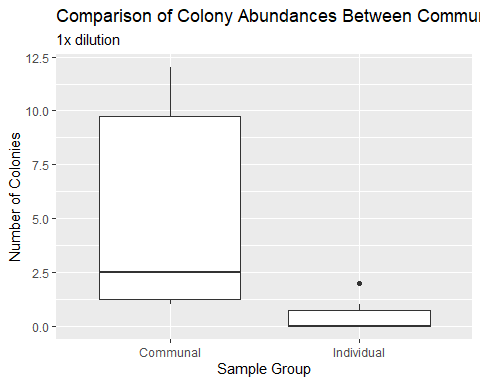 Comparison of Colony Abundances Between Commu
1x dilution
12.5
10.0
7.5
5.0
2.5
0.0
Number of Colonies
Communal Individual
Sample Group